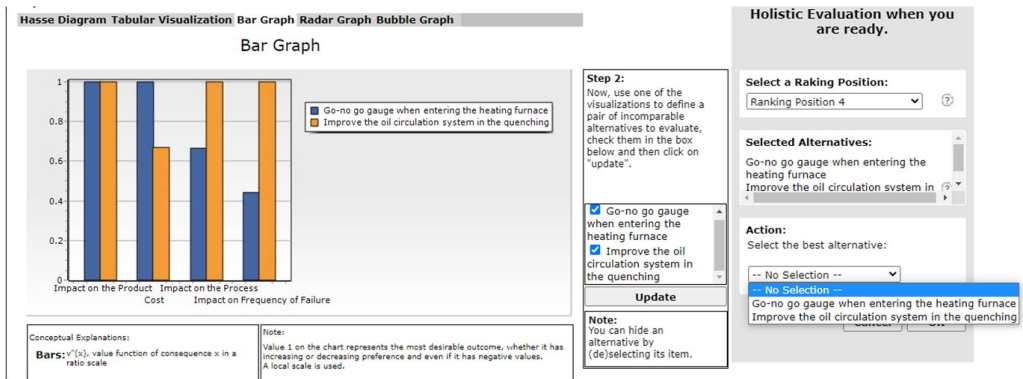 Hasse Diagram Tabular Visualization Bar Graph Radar Graph Bubble Graph
Bar Graph
1
0.8
0.6
0.4
0.2
0
Impact on the Product
Impact on the Process
Cost
Impact on Frequency of Failure
Go-no go gauge when entering the heating furnace
Improve the oil circulation system in the quenching
Conceptual Explanations:
Bars: v"(x), value function of consequence x in a
ratio scale
Note:
Value 1 on the chart represents the most desirable outcome, whether it has
increasing or decreasing preference and even if it has negative values.
A local scale is used.
Step 2:
Now, use one of the
visualizations to define a
pair of incomparable
alternatives to evaluate,
check them in the box
below and then click on
"update".
Go-no go gauge
when entering the
heating furnace
Improve the oil
circulation system in
the quenching
Update
Note:
You can hide an
alternative by
(de)selecting its item.
Holistic Evaluation when you
are ready.
Select a Raking Position:
Ranking Position 4
?
Selected Alternatives:
Go-no go gauge when entering the
heating furnace
Improve the oil circulation system in
?
Action:
Select the best alternative:
-- No Selection --
-- No Selection --
Go-no go gauge when entering the heating furnace
Improve the oil circulation system in the quenching